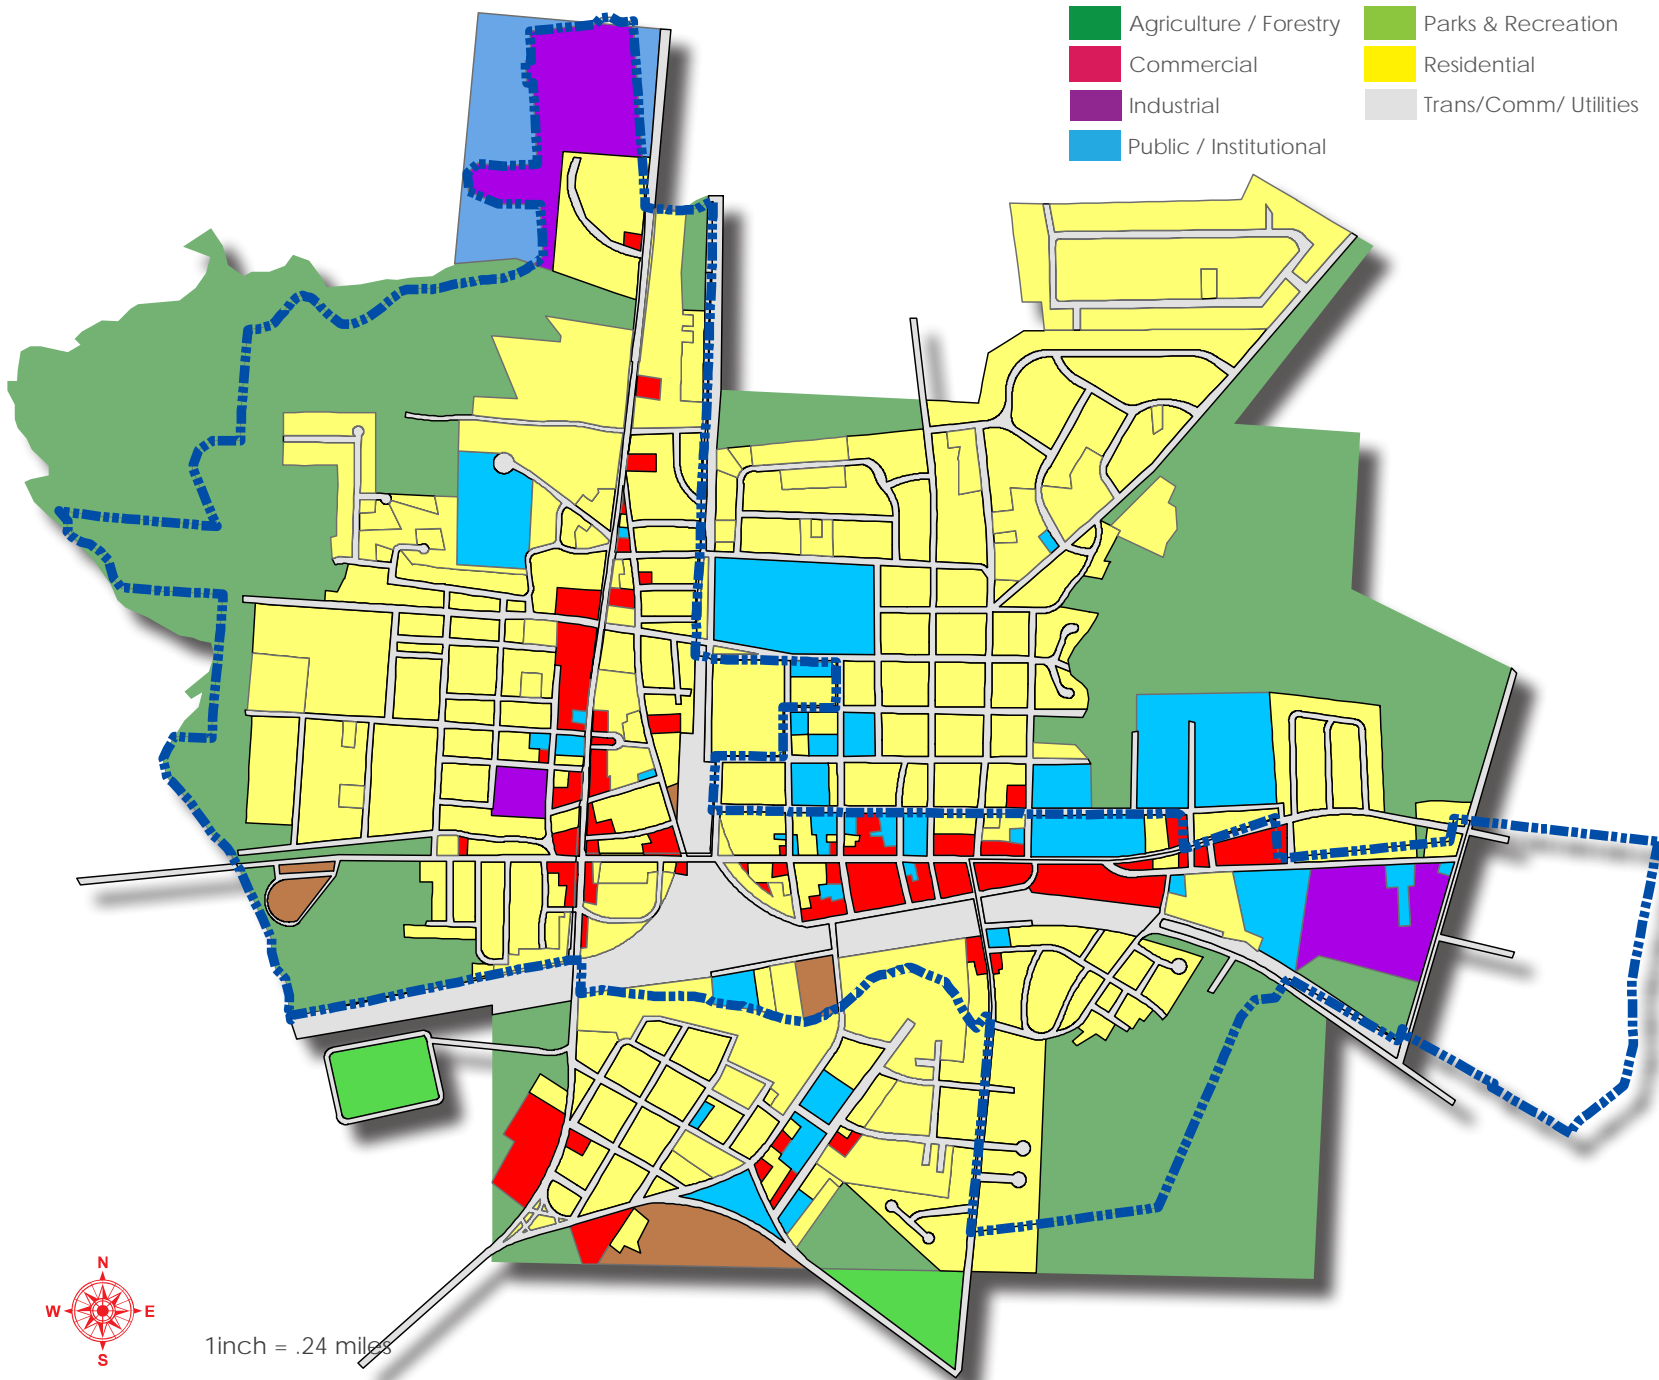 Agriculture / Forestry
Commercial
Industrial
Public / Institutional
Parks & Recreation
Residential
Trans/Comm/ Utilities
N
W E
S
1inch = .24 miles